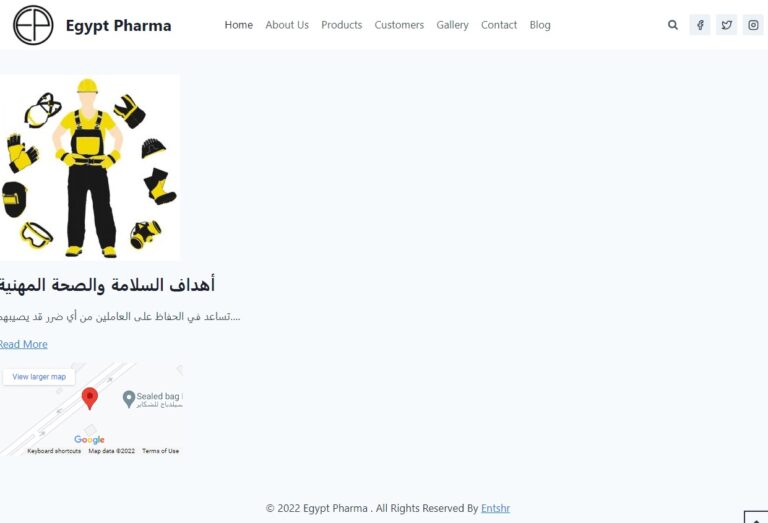 EP
Egypt Pharma
Home About Us Products Customers Gallery Contact Blog
أهداف السلامة والصحة المهنية
تساعد في الحفاظ على العاملين من أي ضرر قد يصيبهم....
Read More
View larger map
Sealed bag
للشكاير
Google
Keyboard shortcuts Map data ©2022 Terms of Use
© 2022 Egypt Pharma . All Rights Reserved By Entshr